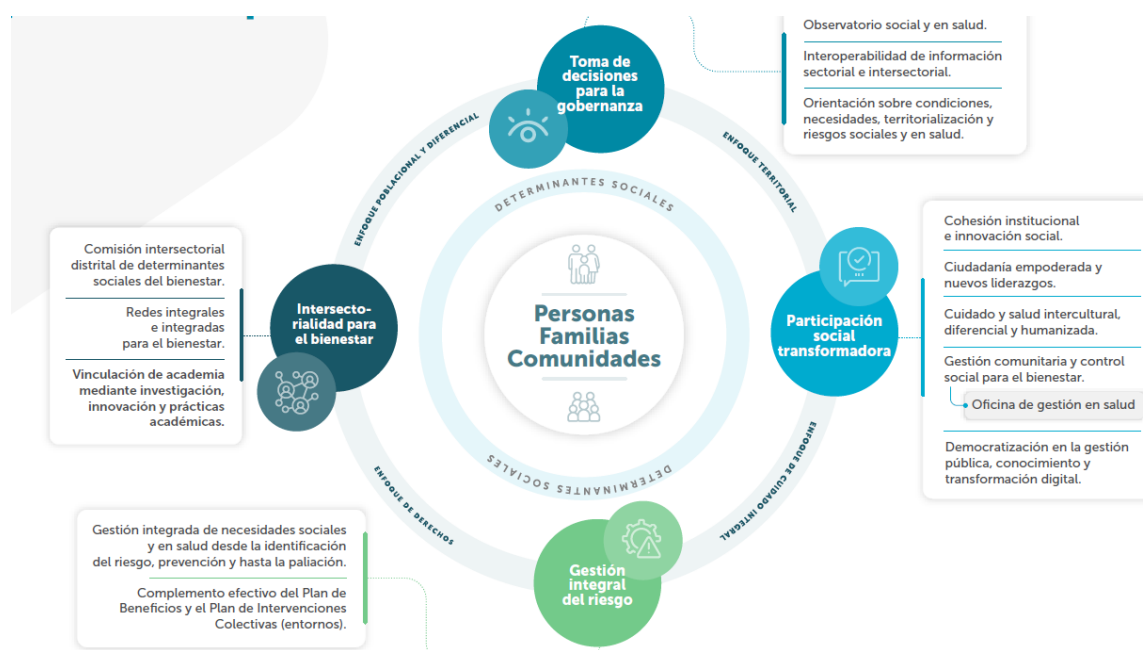 Observatorio social y en salud.
Interoperabilidad de información
sectorial e intersectorial.
Orientación sobre condiciones,
necesidades, territorialización y
riesgos sociales y en salud.
Toma de
decisiones
para la
gobernanza
ENFOQUE POBLACIONAL Y DIFERENCIAL
ENFOQUE TERRITORIAL
DETERMINANTES SOCIALES
Comisión intersectorial
distrital de determinantes
sociales del bienestar.
Redes integrales
e integradas
para el bienestar.
Vinculación de academia
mediante investigación,
innovación y prácticas
académicas.
Intersecto-
rialidad para
el bienestar
Personas
Familias
Comunidades
Participación
social
transformadora
Cohesión institucional
e innovación social.
Ciudadanía empoderada y
nuevos liderazgos.
Cuidado y salud intercultural,
diferencial y humanizada.
Gestión comunitaria y control
social para el bienestar.
Oficina de gestión en salud
Democratización en la gestión
pública, conocimiento y
transformación digital.
DETERMINANTES SOCIALES
ENFOQUE DE DERECHOS
ENFOQUE DE CUIDADO INTEGRAL
Gestión integrada de necesidades sociales
y en salud desde la identificación
del riesgo, prevención y hasta la paliación.
Complemento efectivo del Plan de
Beneficios y el Plan de Intervenciones
Colectivas (entornos).
Gestión
integral
del riesgo